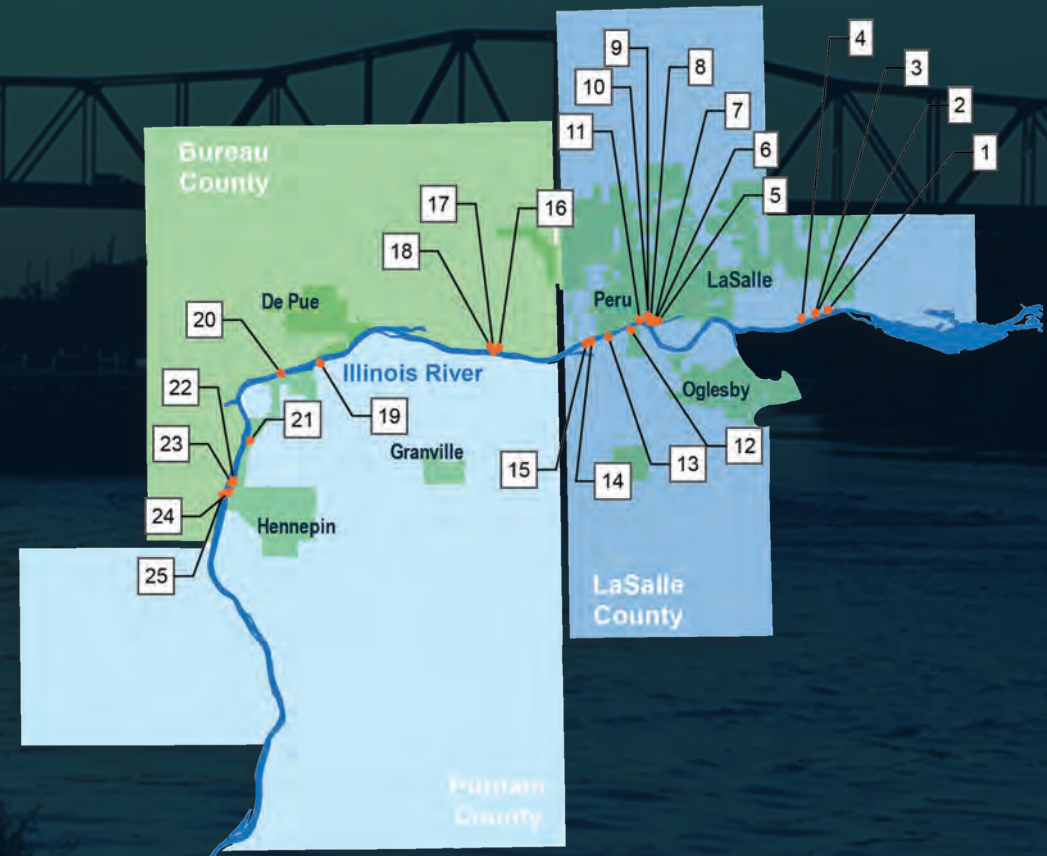 4
9
3
8
10
2
7
11
1
6
Bureau
County
17
16
5
18
LaSalle
De Pue
Peru
20
Illinois River
22
Oglesby
21
19
23
Granville
12
15
13
14
24
Hennepin
25
LaSalle
County
Putnam
County